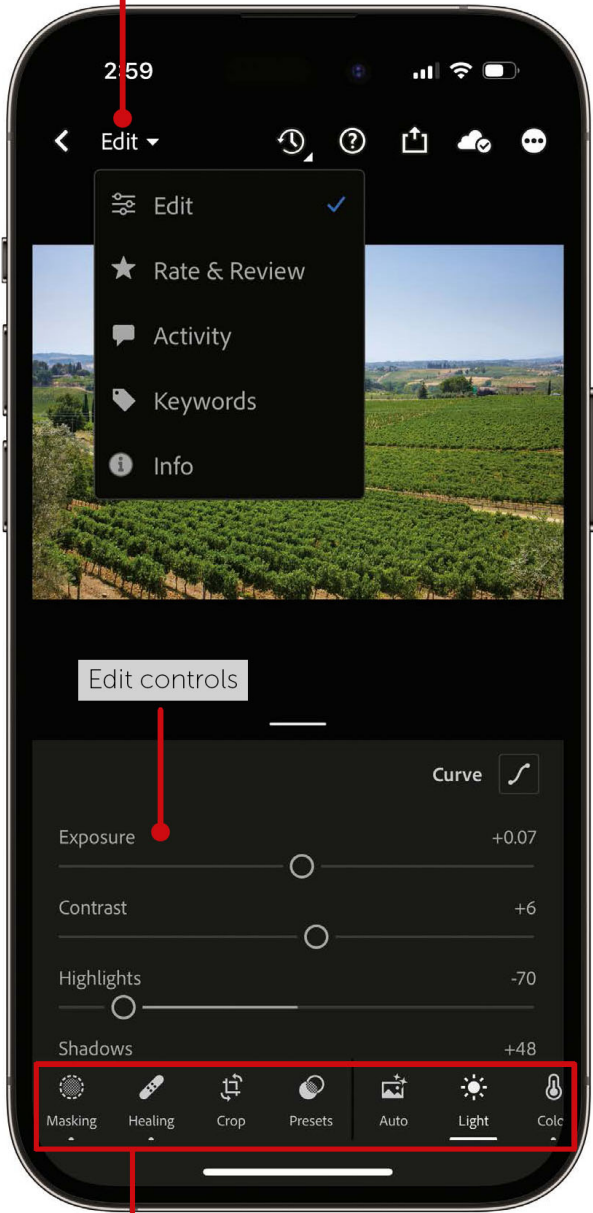 2:59
Edit
Edit
Rate & Review
Activity
Keywords
Info
Edit controls
Curve
Exposure +0.07
Contrast +6
Highlights -70
Shadows +48
Masking Healing Crop Presets Auto Light Colo